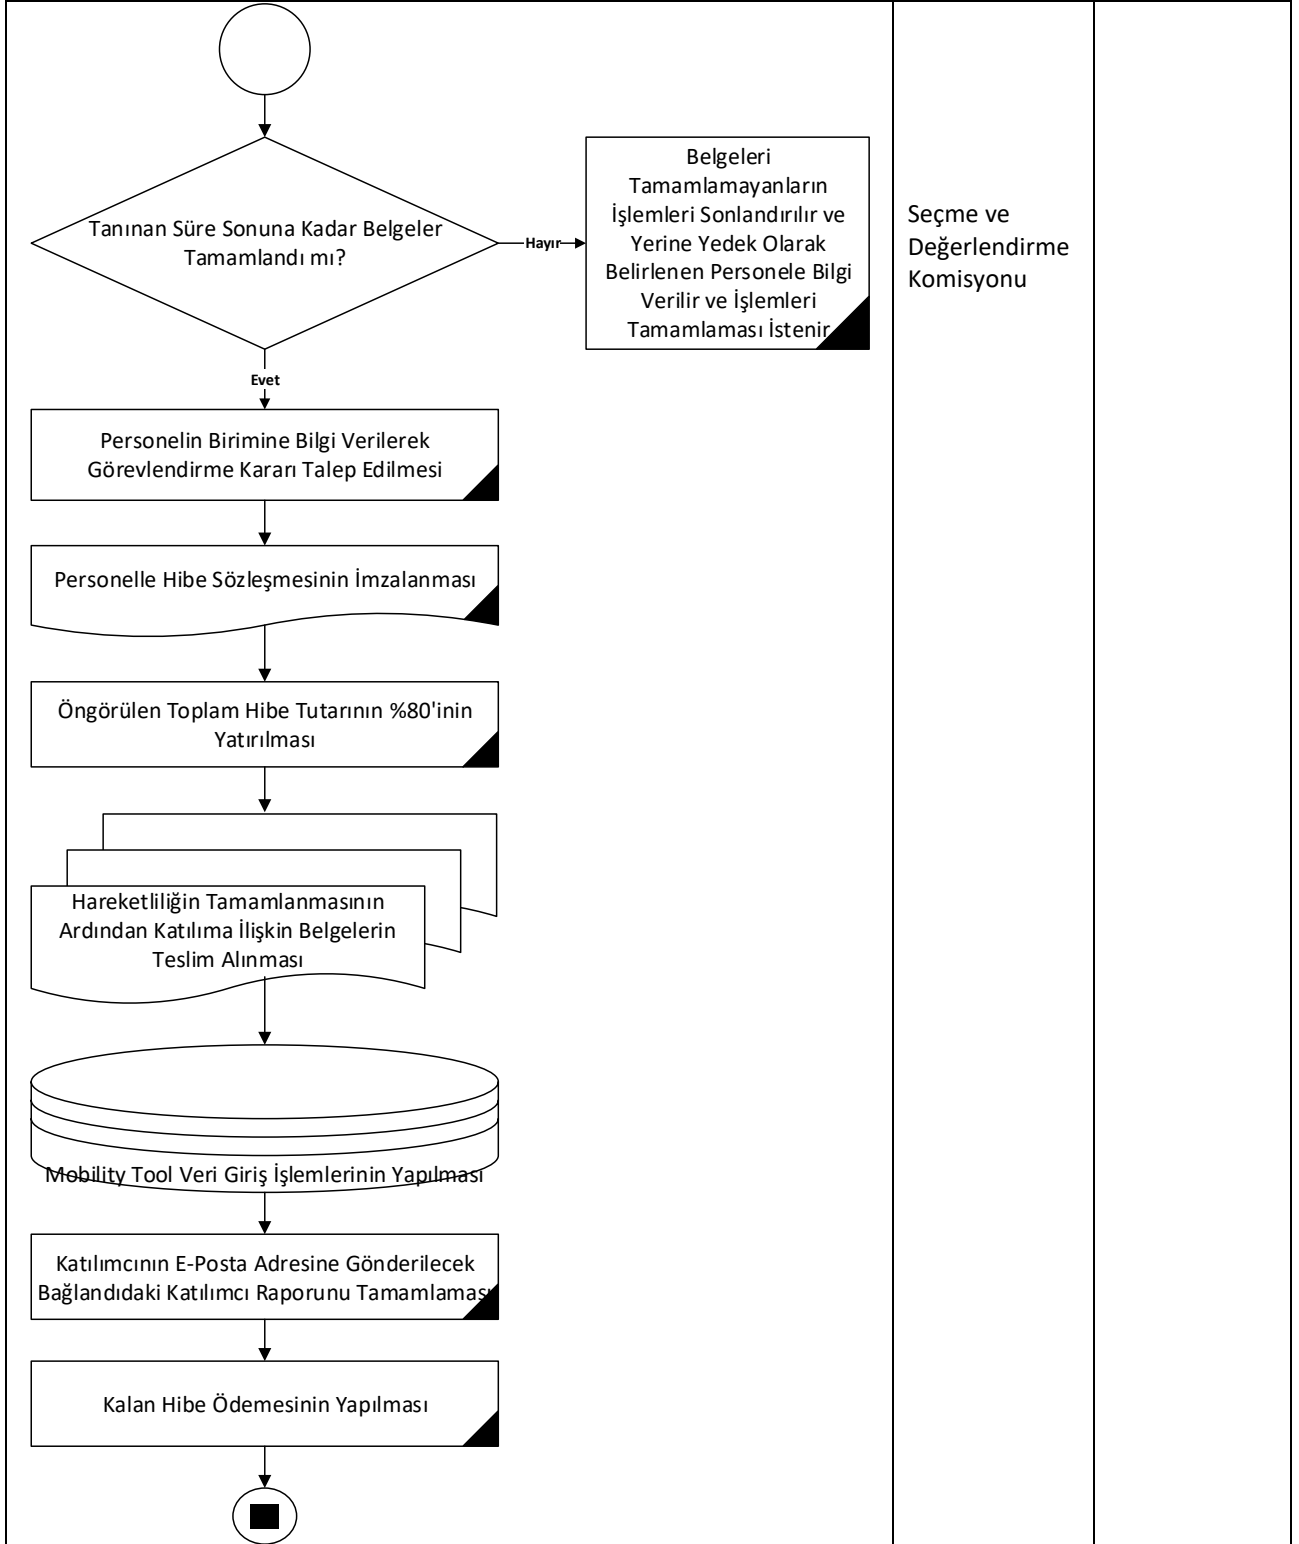 Tanınan Süre Sonuna Kadar Belgeler
Tamamlandı mı?
Hayır
Belgeleri
Tamamlamayanların
İşlemleri Sonlandırılır ve
Yerine Yedek Olarak
Belirlenen Personele Bilgi
Verilir ve İşlemleri
Tamamlaması İstenir
Seçme ve
Değerlendirme
Komisyonu
Evet
Personelin Birimine Bilgi Verilerek
Görevlendirme Kararı Talep Edilmesi
Personelle Hibe Sözleşmesinin İmzalanması
Öngörülen Toplam Hibe Tutarının %80'inin
Yatırılması
Hareketliliğin Tamamlanmasının
Ardından Katılıma İlişkin Belgelerin
Teslim Alınması
Mobility Tool Veri Giriş İşlemlerinin Yapılması
Katılımcının E-Posta Adresine Gönderilecek
Bağlandıdaki Katılımcı Raporunu Tamamlaması
Kalan Hibe Ödemesinin Yapılması